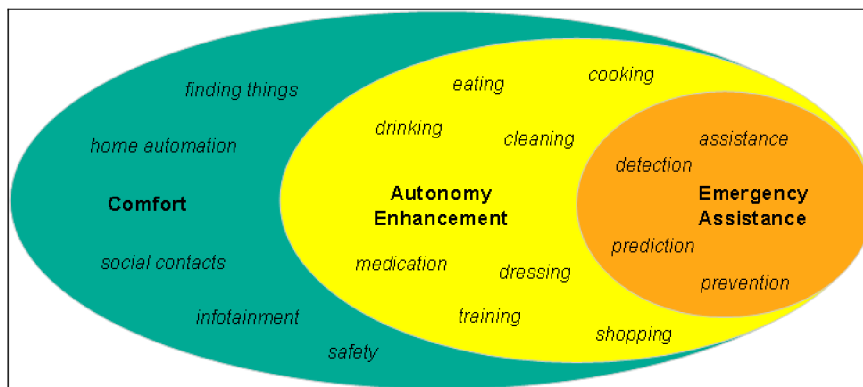 finding things
home automation
Comfort
social contacts
infotainment
safety
eating
cooking
drinking
cleaning
Autonomy
Enhancement
medication
dressing
training
shopping
assistance
detection
Emergency
Assistance
prediction
prevention